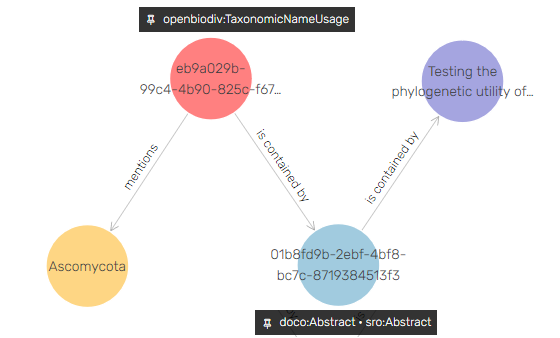 openbiodiv:TaxonomicNameUsage
eb9a029b-
99c4-4b90-825c-f67...
Testing the
phylogenetic utility of...
mentions
is contained by
is contained by
Ascomycota
01b8fd9b-2ebf-4bf8-
bc7c-8719384513f3
doco:Abstract • sro:Abstract